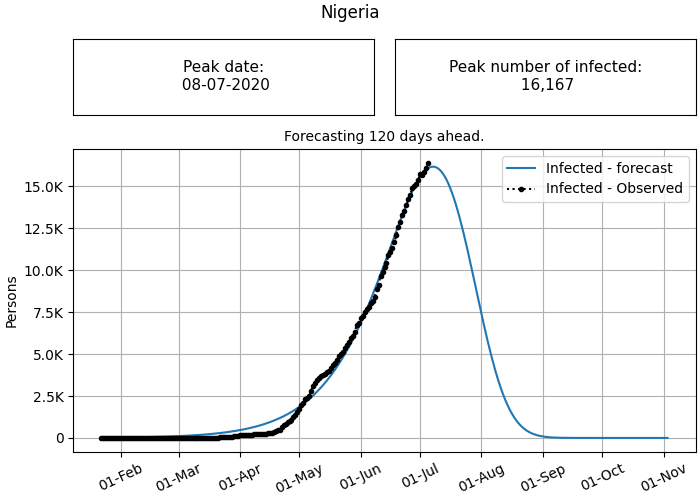 Nigeria
Peak date:
08-07-2020
Peak number of infected:
16,167
Forecasting 120 days ahead.
Infected - forecast
Infected - Observed
Persons
15.0K
12.5K
10.0K
7.5K
5.0K
2.5K
0
01-Feb
01-Mar
01-Apr
01-May
01-Jun
01-Jul
01-Aug
01-Sep
01-Oct
01-Nov